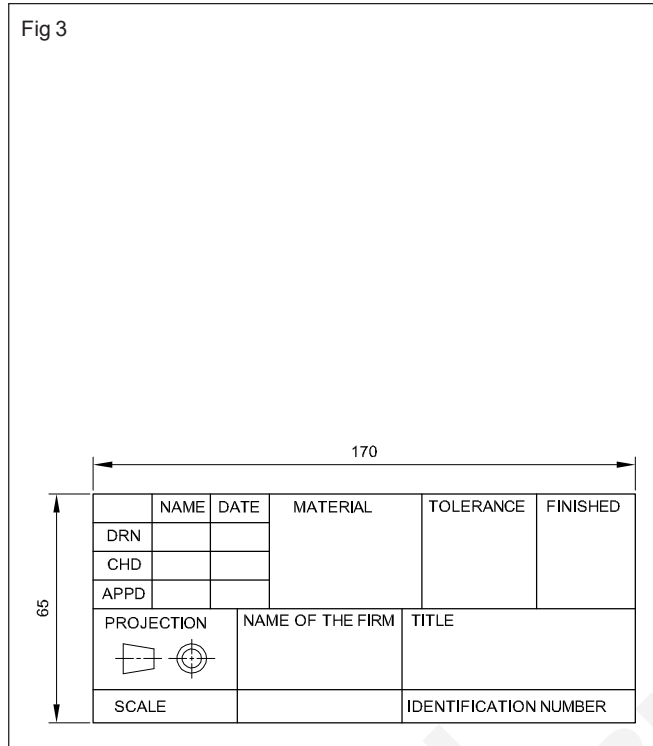 Fig 3
170
65
NAME DATE MATERIAL TOLERANCE FINISHED
DRN
CHD
APPD
PROJECTION NAME OF THE FIRM TITLE
SCALE IDENTIFICATION NUMBER